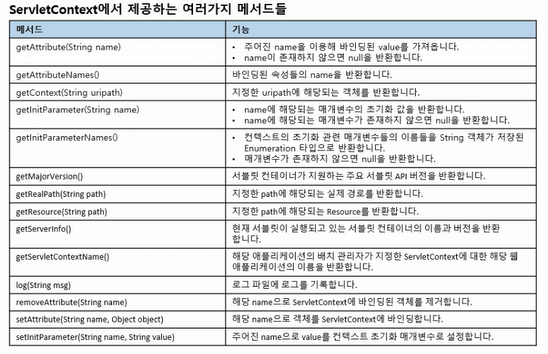 ServletContext에서 제공하는 여러가지 메서드들
메서드 기능
getAttribute(String name)
• 주어진 name을 이용해 바인딩된 value를 가져옵니다.
• name이 존재하지 않으면 null을 반환합니다.
getAttributeNames() 바인딩된 속성들의 name을 반환합니다.
getContext(String uripath) 지정한 uripath에 해당되는 객체를 반환합니다.
getInitParameter(String name)
• name에 해당되는 매개변수의 초기화 값을 반환합니다.
• name에 해당되는 매개변수가 존재하지 않으면 null을 반환합니다.
getInitParameterNames()
• 컨텍스트의 초기화 관련 매개변수들의 이름들을 String 객체가 저장된
Enumeration 타입으로 반환합니다.
• 매개변수가 존재하지 않으면 null을 반환합니다.
getMajorVersion() 서블릿 컨테이너가 지원하는 주요 서블릿 API 버전을 반환합니다.
getRealPath(String path) 지정한 path에 해당되는 실제 경로를 반환합니다.
getResource(String path) 지정한 path에 해당되는 Resource를 반환합니다.
getServerInfo() 현재 서블릿이 실행되고 있는 서블릿 컨테이너의 이름과 버전을 반환
합니다.
getServletContextName() 해당 애플리케이션의 배치 관리자가 지정한 ServletContext에 대한 해당 웹
애플리케이션의 이름을 반환합니다.
log(String msg) 로그 파일에 로그를 기록합니다.
removeAttribute(String name) 해당 name으로 ServletContext에 바인딩된 객체를 제거합니다.
setAttribute(String name, Object object) 해당 name으로 객체를 ServletContext에 바인딩합니다.
setInitParameter(String name, String value) 주어진 name으로 value를 컨텍스트 초기화 매개변수로 설정합니다.